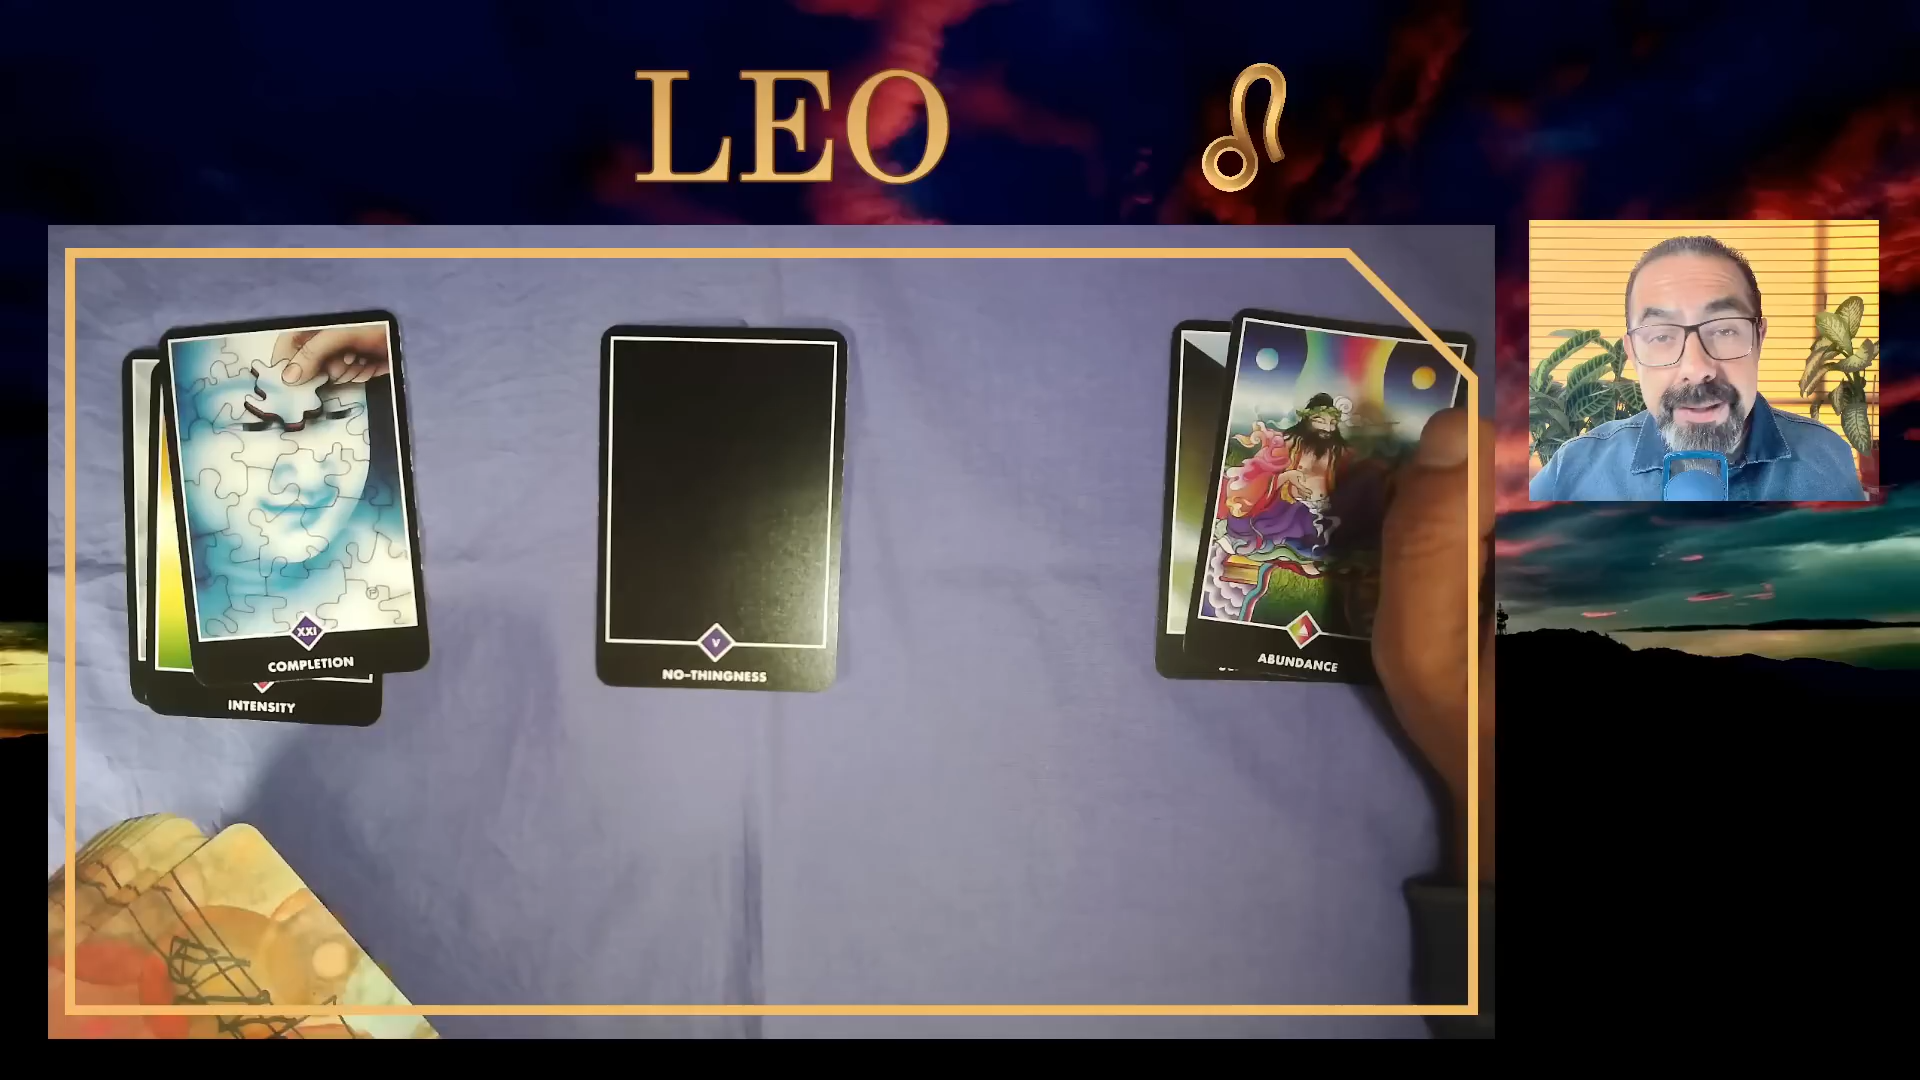 LEO
XXI
COMPLETION
INTENSITY
V
NO-THINGNESS
ABUNDANCE